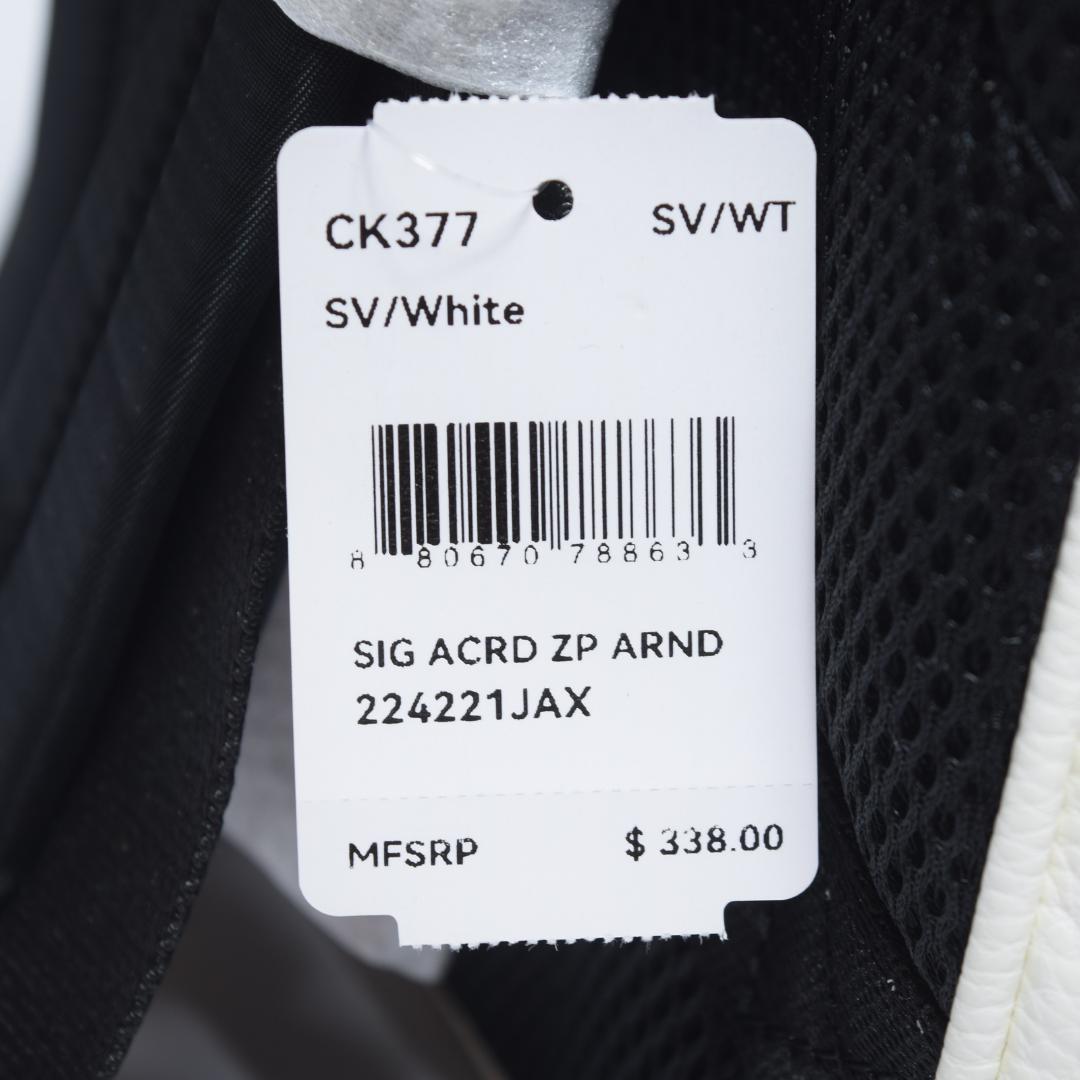 CK377 SV/WT
SV/White
8 80670 78863 3
SIG ACRD ZP ARND
224221JAX
MFSRP $ 338.00